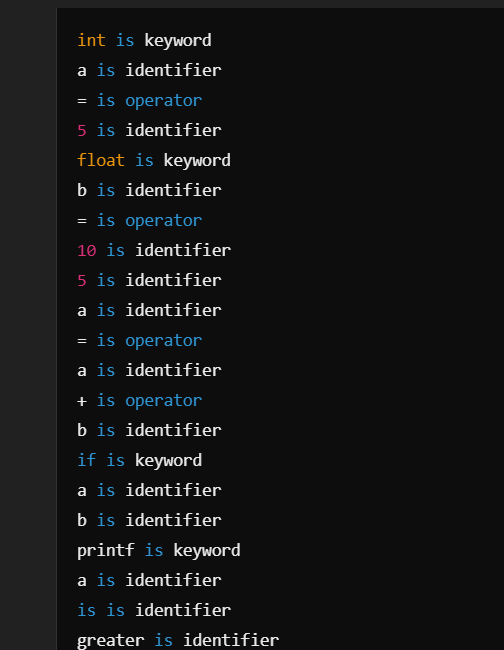 int is keyword
a is identifier
= is operator
5 is identifier
float is keyword
b is identifier
= is operator
10 is identifier
5 is identifier
a is identifier
= is operator
a is identifier
+ is operator
b is identifier
if is keyword
a is identifier
b is identifier
printf is keyword
a is identifier
is is identifier
greater is identifier